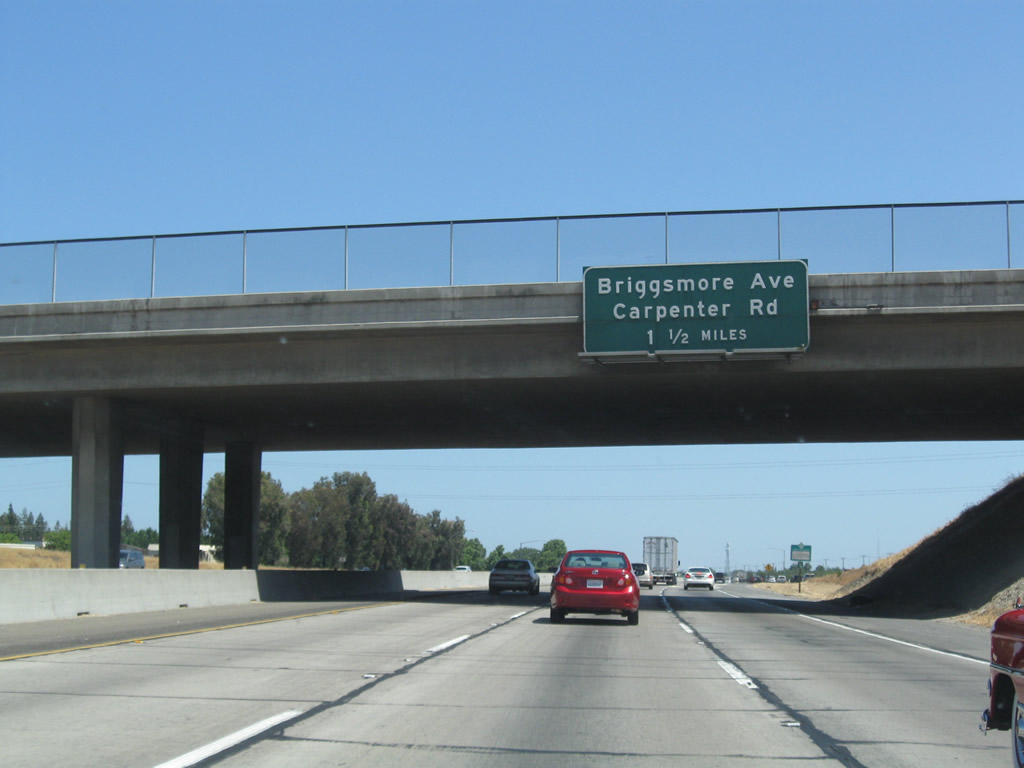 Briggsmore Ave
Carpenter Rd
1 1/2 MILES